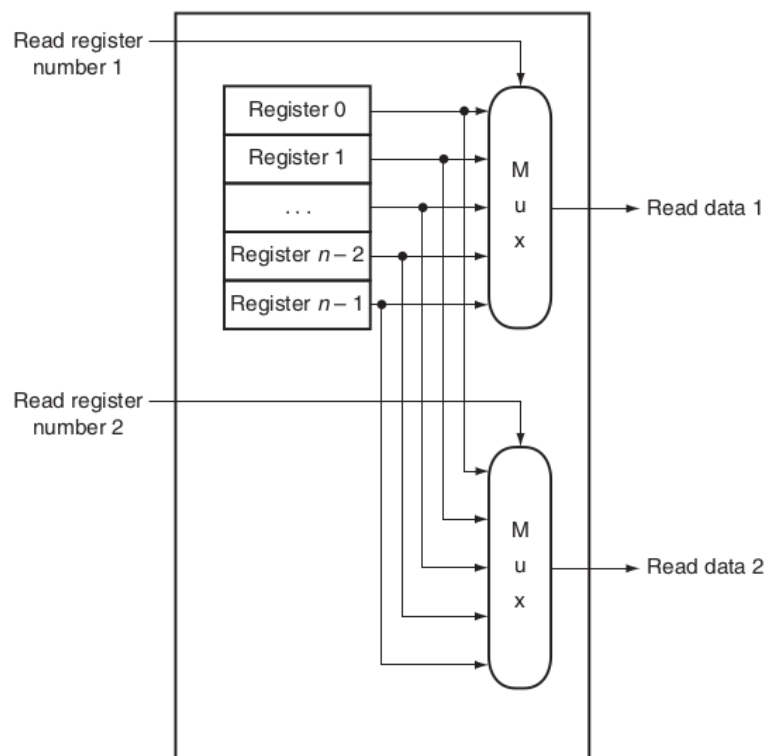 Read register
number 1
Register 0
Register 1
. . .
Register n – 2
Register n – 1
M
u
x
Read data 1
Read register
number 2
M
u
x
Read data 2